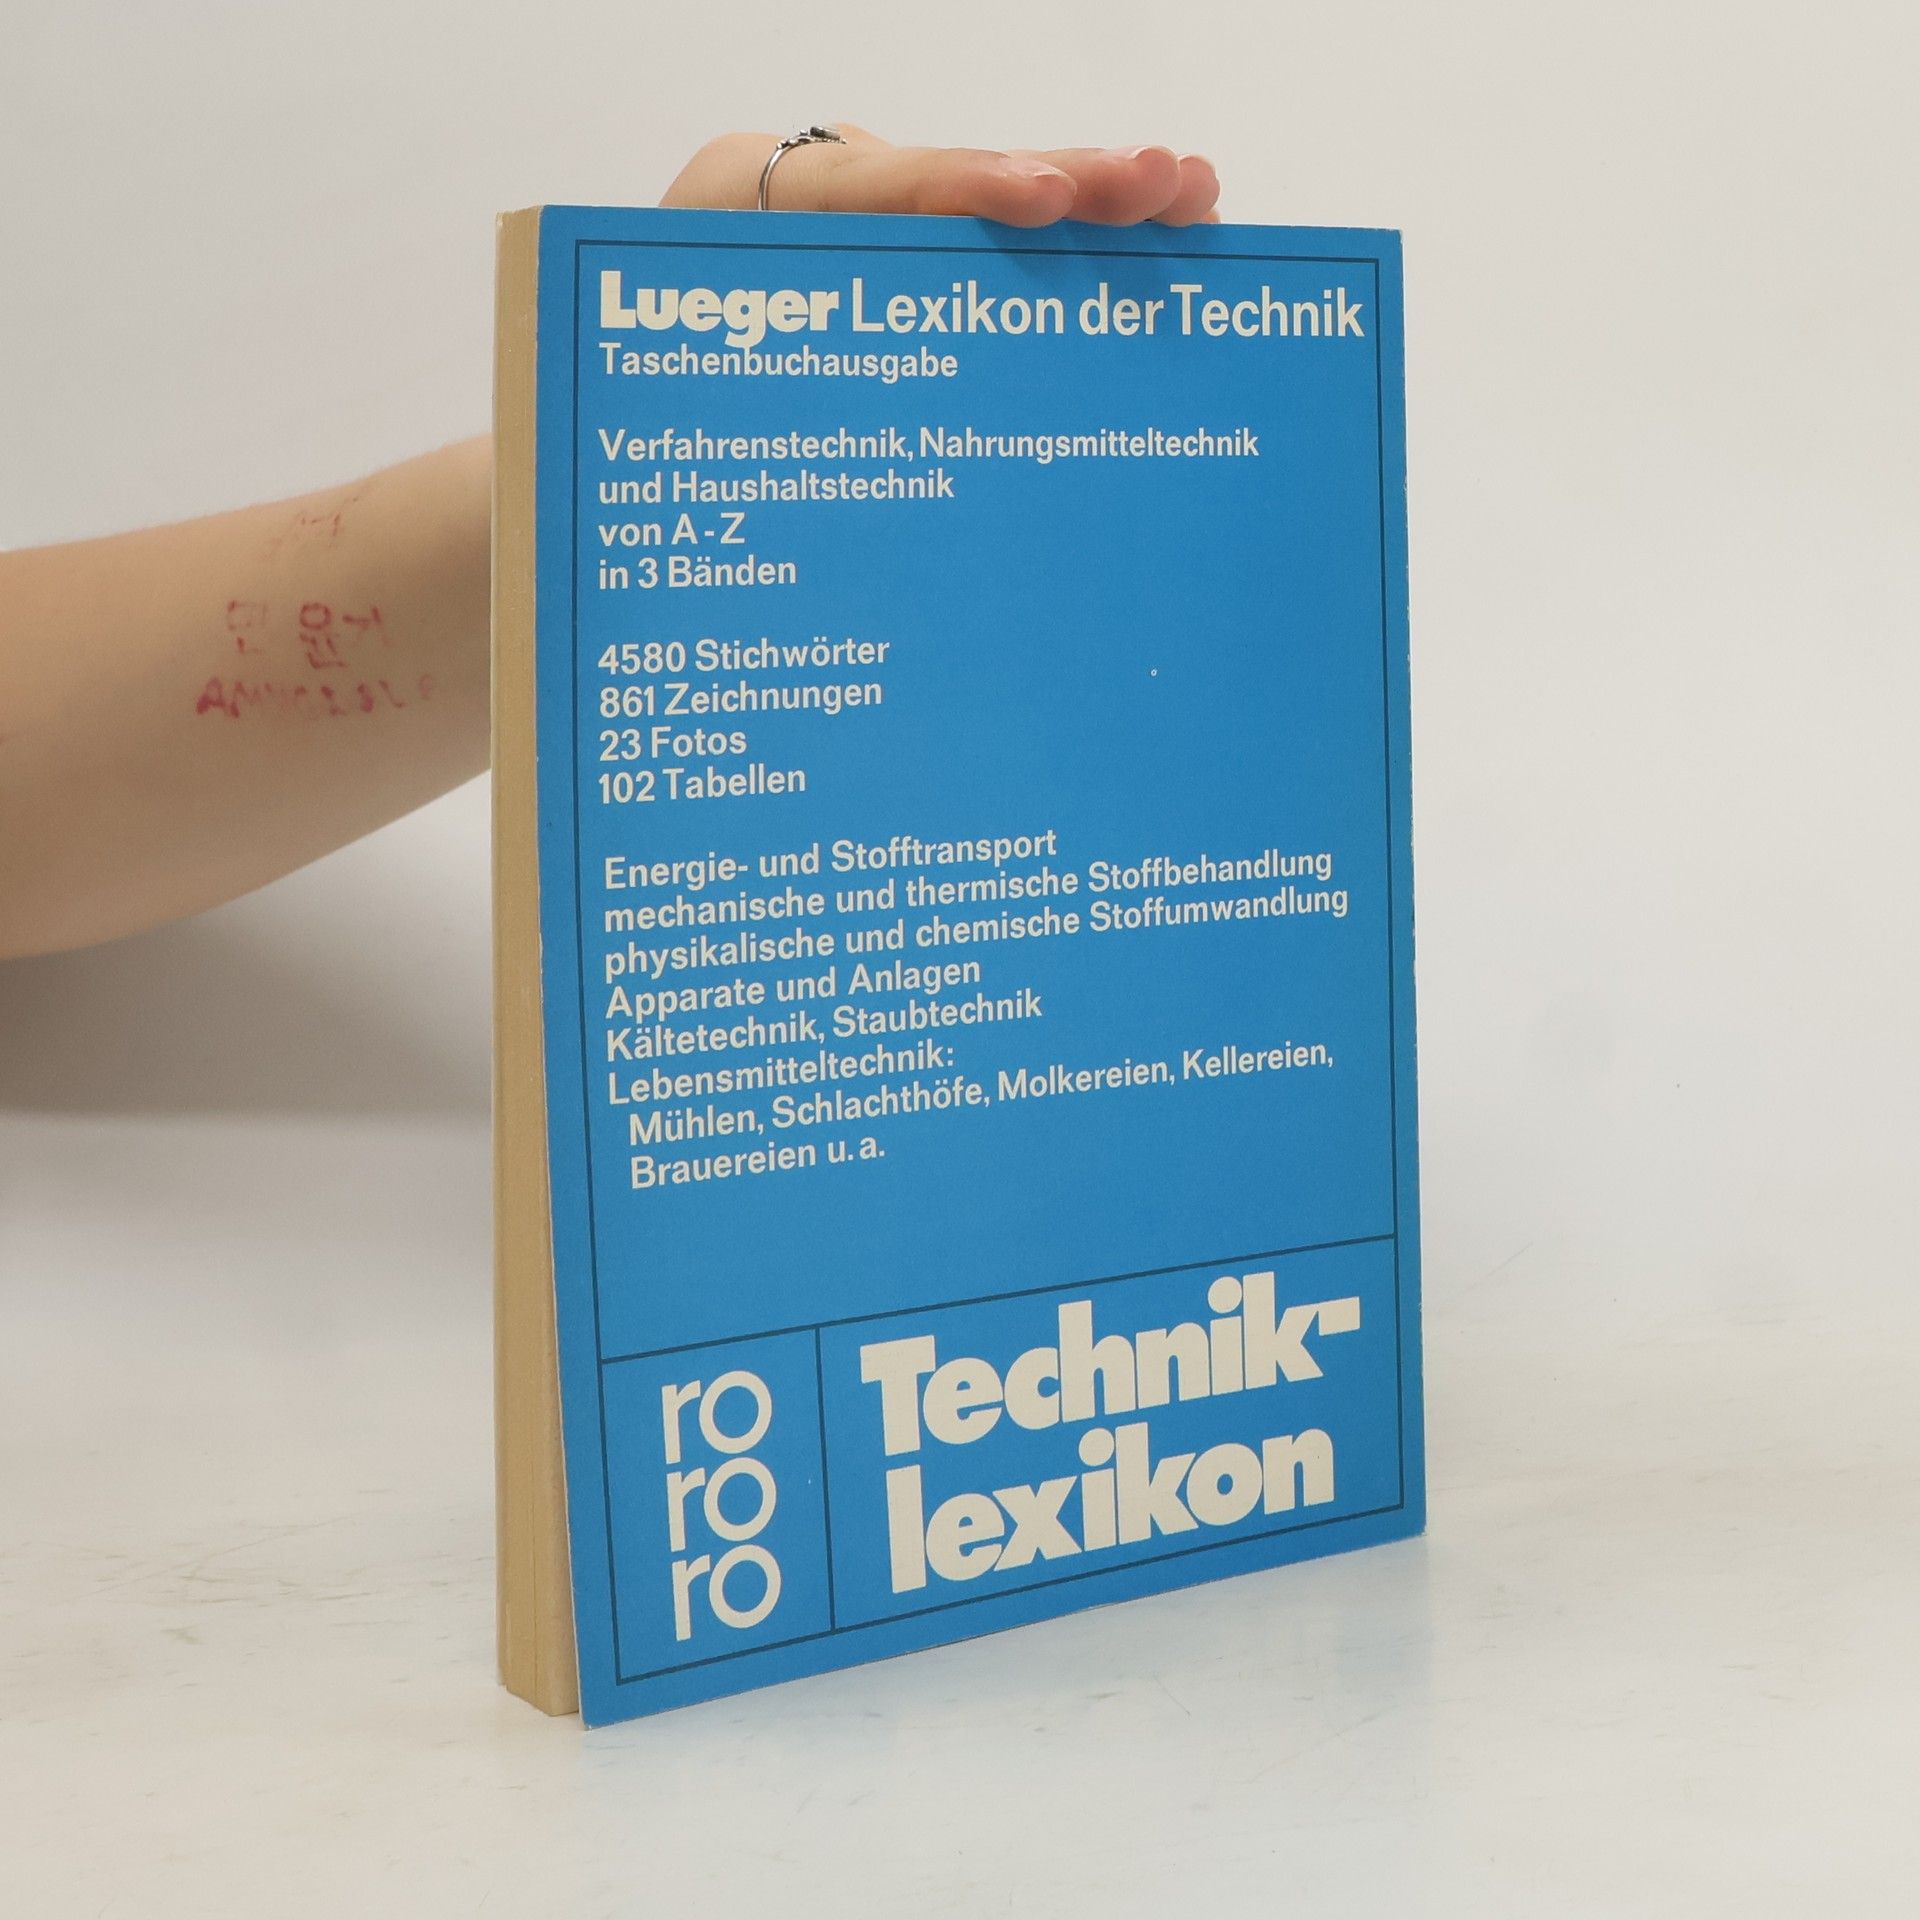 Lueger Lexikon der Technik
Taschenbuchausgabe
Verfahrenstechnik, Nahrungsmitteltechnik
und Haushaltstechnik
von A - Z
in 3 Bänden
4580 Stichwörter
861 Zeichnungen
23 Fotos
102 Tabellen
Energie- und Stofftransport
mechanische und thermische Stoffbehandlung
physikalische und chemische Stoffumwandlung
Apparate und Anlagen
Kältetechnik, Staubtechnik
Lebensmitteltechnik:
Mühlen, Schlachthöfe, Molkereien, Kellereien,
Brauereien u. a.
ro
ro
ro
Technik-
lexikon